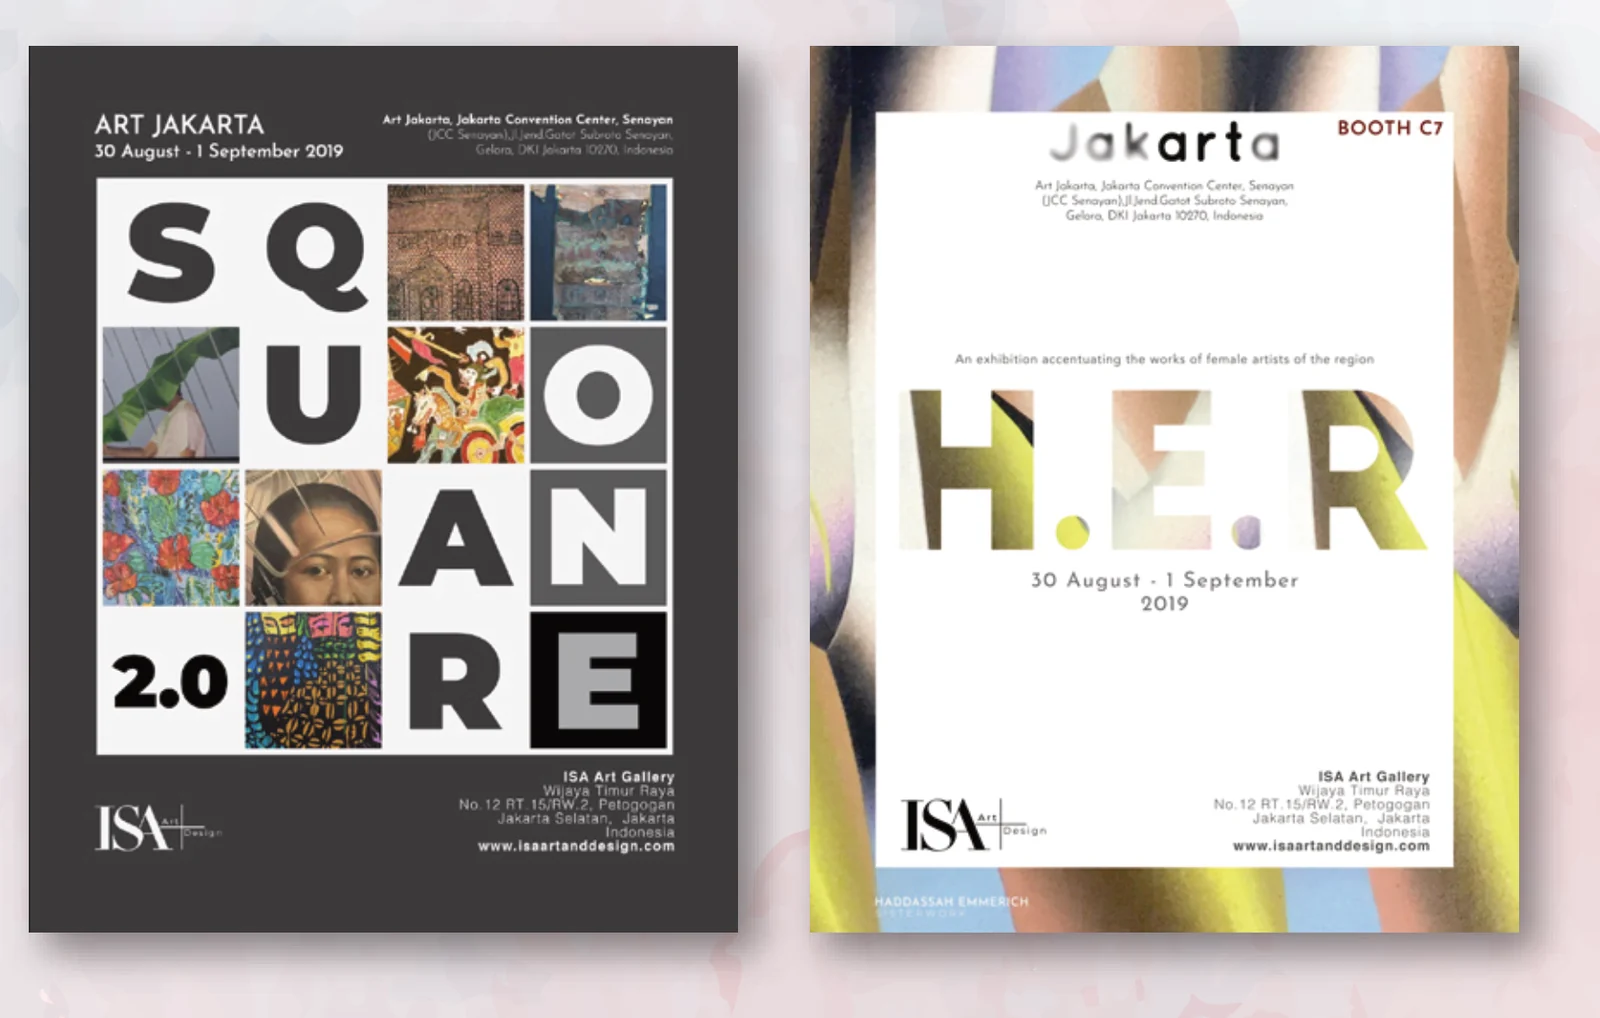 ART JAKARTA
30 August - 1 September 2019
Art Jakarta, Jakarta Convention Center, Senayan
(JCC Senayan),Jl.Jend.Gatot Subroto Senayan,
Gelora, DKI Jakarta 10270, Indonesia
S Q
U O
A N
2.0 R E
ISA Art Design
ISA Art Gallery
Wijaya Timur Raya
No.12 RT.15/RW.2, Petogogan
Jakarta Selatan, Jakarta
Indonesia
www.isaartanddesign.com
Jakarta
BOOTH C7
Art Jakarta, Jakarta Convention Center, Senayan
(JCC Senayan),Jl.Jend.Gatot Subroto Senayan,
Gelora, DKI Jakarta 10270, Indonesia
An exhibition accentuating the works of female artists of the region
H.E.R
30 August - 1 September
2019
ISA Art Design
ISA Art Gallery
Wijaya Timur Raya
No.12 RT.15/RW.2, Petogogan
Jakarta Selatan, Jakarta
Indonesia
www.isaartanddesign.com
HADDASSAH EMMERICH
SISTERWORK